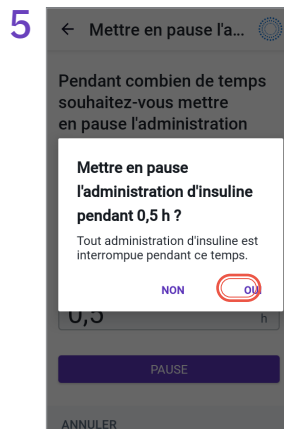 5
Mettre en pause l'a...
Pendant combien de temps
souhaitez-vous mettre
en pause l'administration
Mettre en pause
l'administration d'insuline
pendant 0,5 h ?
Tout administration d'insuline est
interrompue pendant ce temps.
NON OUI
0,5 h
PAUSE
ANNULER